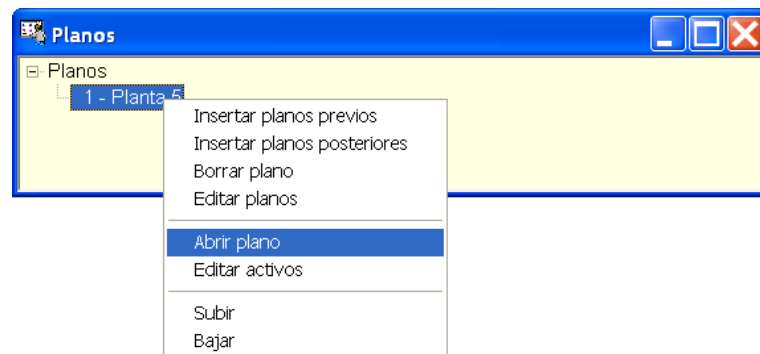 Planos
Planos
1 - Planta 5
Insertar planos previos
Insertar planos posteriores
Borrar plano
Editar planos
Abrir plano
Editar activos
Subir
Bajar